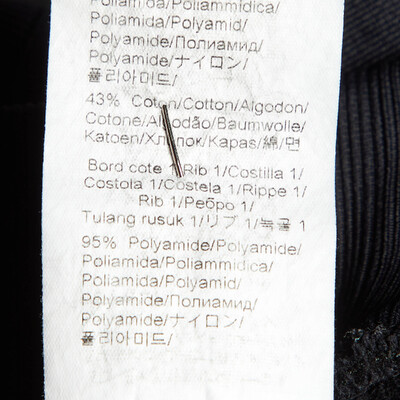 Poliamida/Poliammidica/
Poliamida/Polyamid/
Polyamide/Полиамид/
Polyamide/ナイロン/
폴리아미드/
43% Coton/Cotton/Algodon/
Cotone/Algodão/Baumwolle/
Katoen/Хлопок/Kapas/綿/면
Bord cote 1/Rib 1/Costilla 1/
Costola 1/Costela 1/Rippe 1/
Rib 1/Ребро 1/
Tulang rusuk 1/リブ 1/늑골 1
95% Polyamide/Polyamide/
Poliamida/Poliammidica/
Poliamida/Polyamid/
Polyamide/Полиамид/
Polyamide/ナイロン/
폴리아미드/